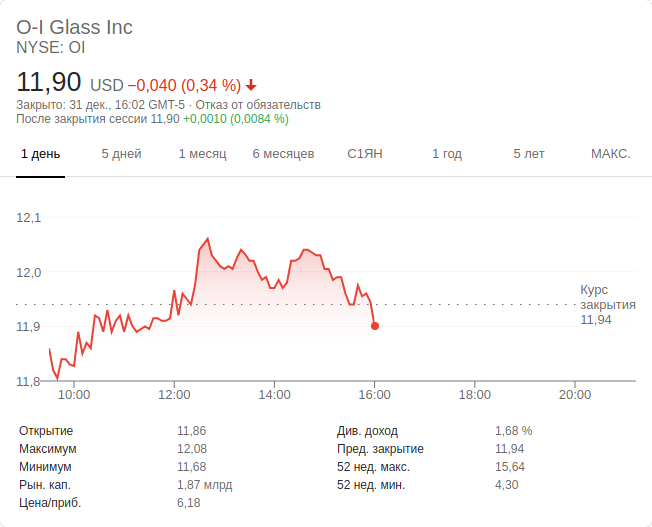 O-I Glass Inc
NYSE: OI
11,90 USD −0,040 (0,34 %)
Закрыто: 31 дек., 16:02 GMT-5 · Отказ от обязательств
После закрытия сессии 11,90 +0,0010 (0,0084 %)
1 день 5 дней 1 месяц 6 месяцев С1ЯН 1 год 5 лет МАКС.
12,1
12,0
Курс
закрытия
11,94
11,9
11,8
10:00 12:00 14:00 16:00 18:00 20:00
Открытие 11,86 Див. доход 1,68 %
Максимум 12,08 Пред. закрытие 11,94
Минимум 11,68 52 нед. макс. 15,64
Рын. кап. 1,87 млрд 52 нед. мин. 4,30
Цена/приб. 6,18